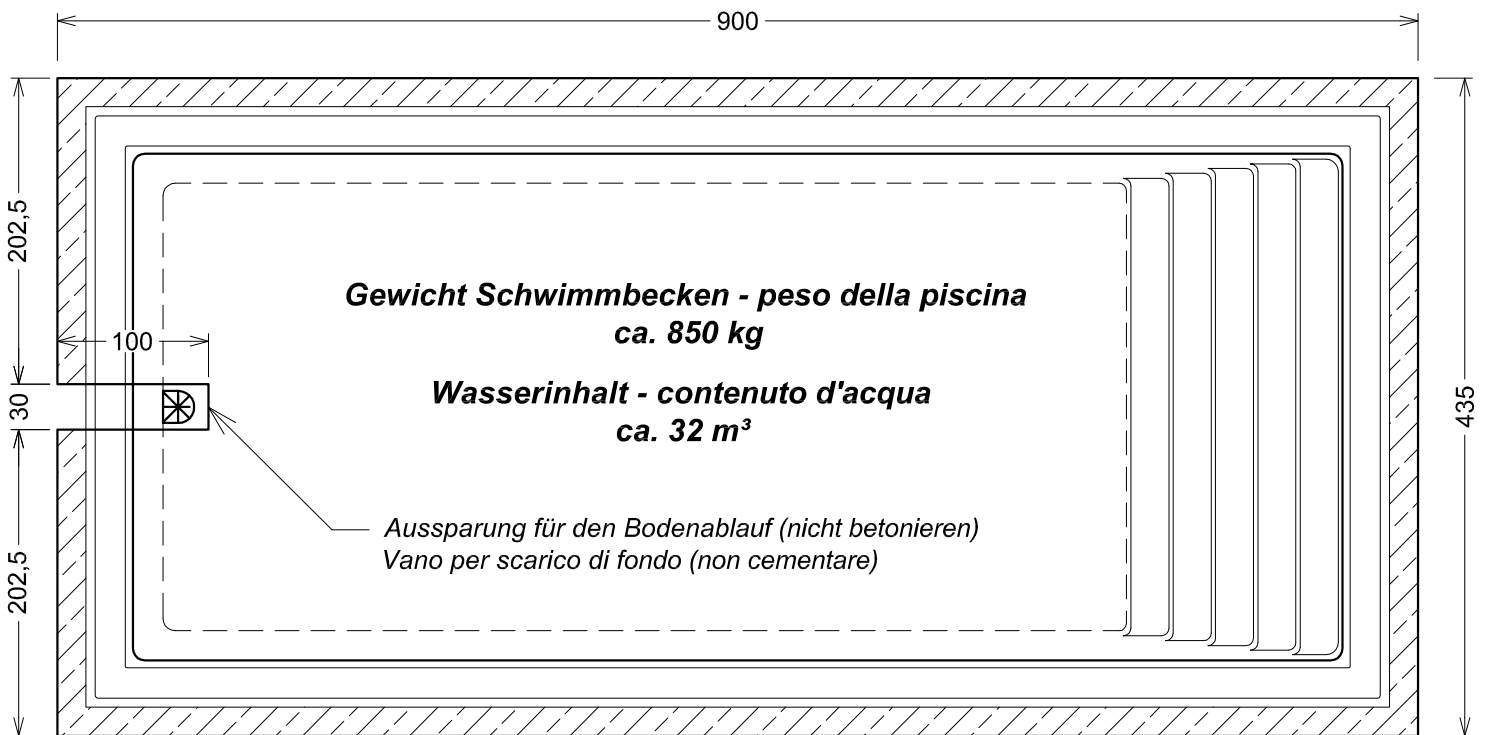 900
202,5
Gewicht Schwimmbecken - peso della piscina
ca. 850 kg
100
Wasserinhalt - contenuto d'acqua
ca. 32 m³
30
435
Aussparung für den Bodenablauf (nicht betonieren)
Vano per scarico di fondo (non cementare)
202,5